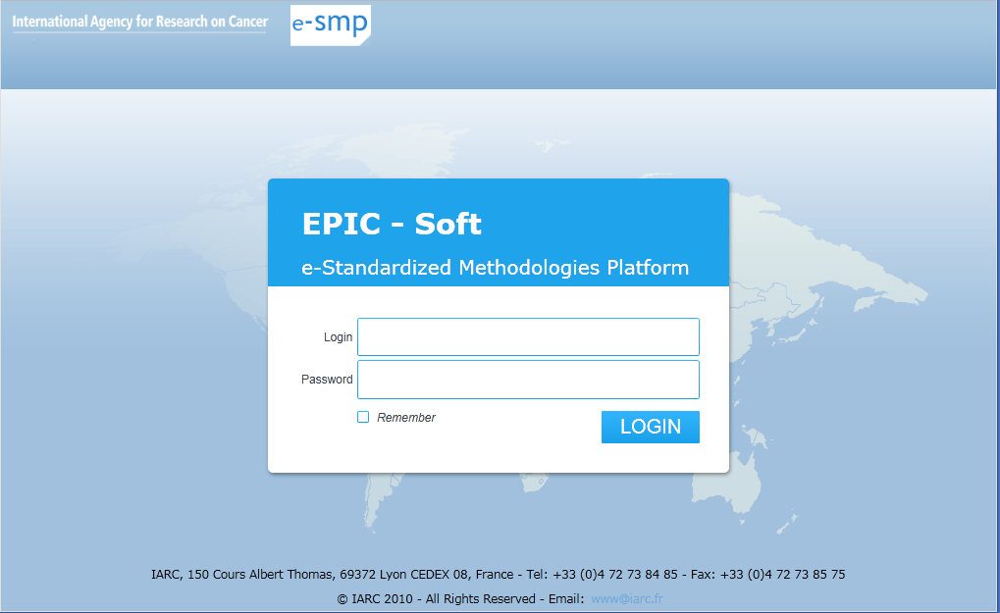 International Agency for Research on Cancer
e-smp
EPIC - Soft
e-Standardized Methodologies Platform
Login
Password
Remember
LOGIN
IARC, 150 Cours Albert Thomas, 69372 Lyon CEDEX 08, France - Tel: +33 (0)4 72 73 84 85 - Fax: +33 (0)4 72 73 85 75
© IARC 2010 - All Rights Reserved - Email: www@iarc.fr